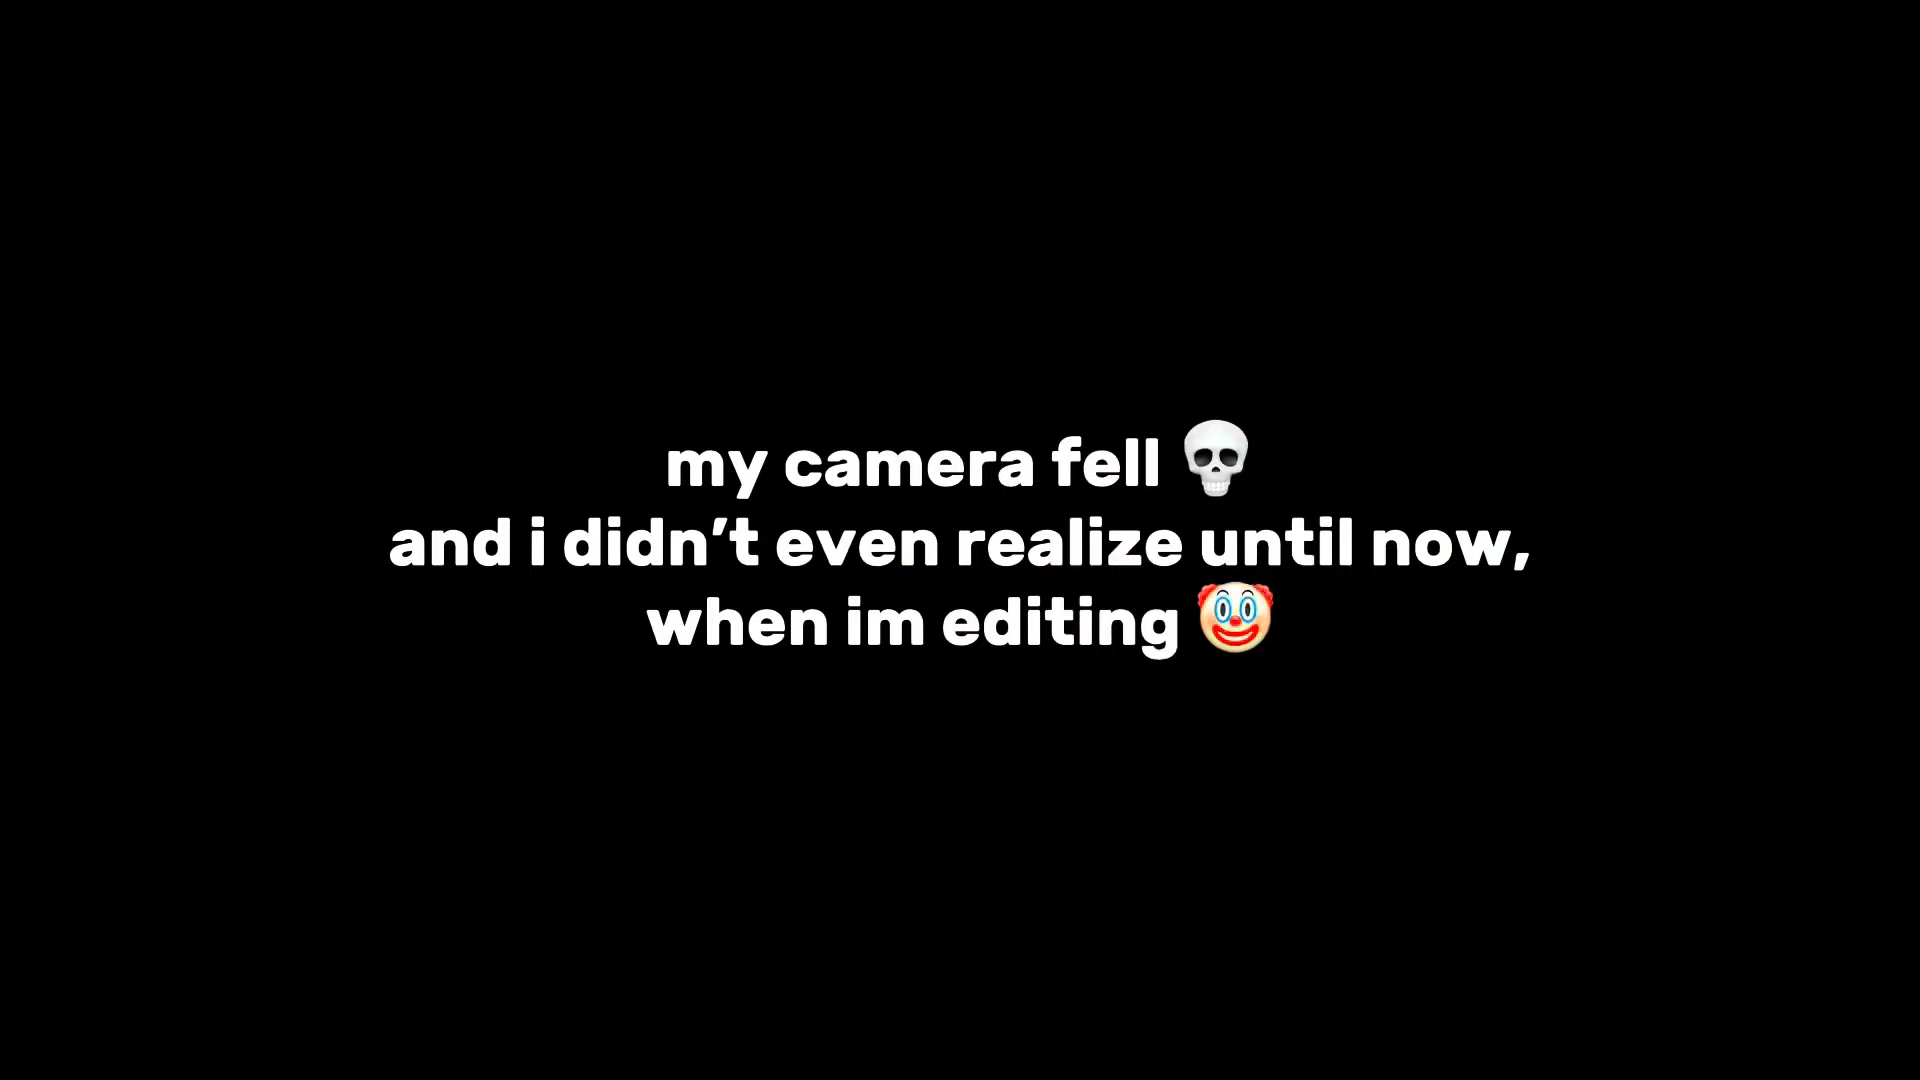 my camera fell 💀
and i didn’t even realize until now,
when im editing 🤡